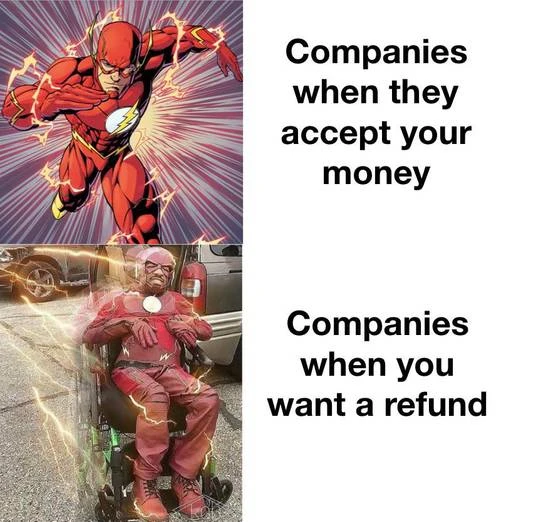 Companies
when they
accept your
money
Companies
when you
want a refund